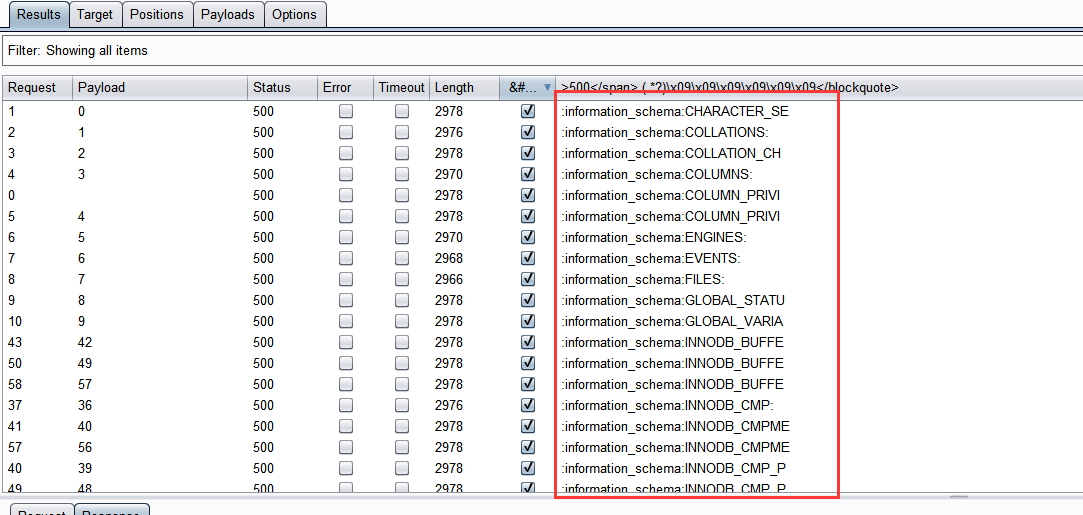 Results Target Positions Payloads Options
Filter: Showing all items
Request Payload Status Error Timeout Length &#... >500</span> (.*?)\x09\x09\x09\x09\x09\x09</blockquote>
1 0 500 2978 :information_schema:CHARACTER_SE
2 1 500 2976 :information_schema:COLLATIONS:
3 2 500 2978 :information_schema:COLLATION_CH
4 3 500 2970 :information_schema:COLUMNS:
0 500 2978 :information_schema:COLUMN_PRIVI
5 4 500 2978 :information_schema:COLUMN_PRIVI
6 5 500 2970 :information_schema:ENGINES:
7 6 500 2968 :information_schema:EVENTS:
8 7 500 2966 :information_schema:FILES:
9 8 500 2978 :information_schema:GLOBAL_STATU
10 9 500 2978 :information_schema:GLOBAL_VARIA
43 42 500 2978 :information_schema:INNODB_BUFFE
50 49 500 2978 :information_schema:INNODB_BUFFE
58 57 500 2978 :information_schema:INNODB_BUFFE
37 36 500 2976 :information_schema:INNODB_CMP:
41 40 500 2978 :information_schema:INNODB_CMPME
57 56 500 2978 :information_schema:INNODB_CMPME
40 39 500 2978 :information_schema:INNODB_CMP_P
49 48 500 2978 :information_schema:INNODB_CMP_P
Request Response